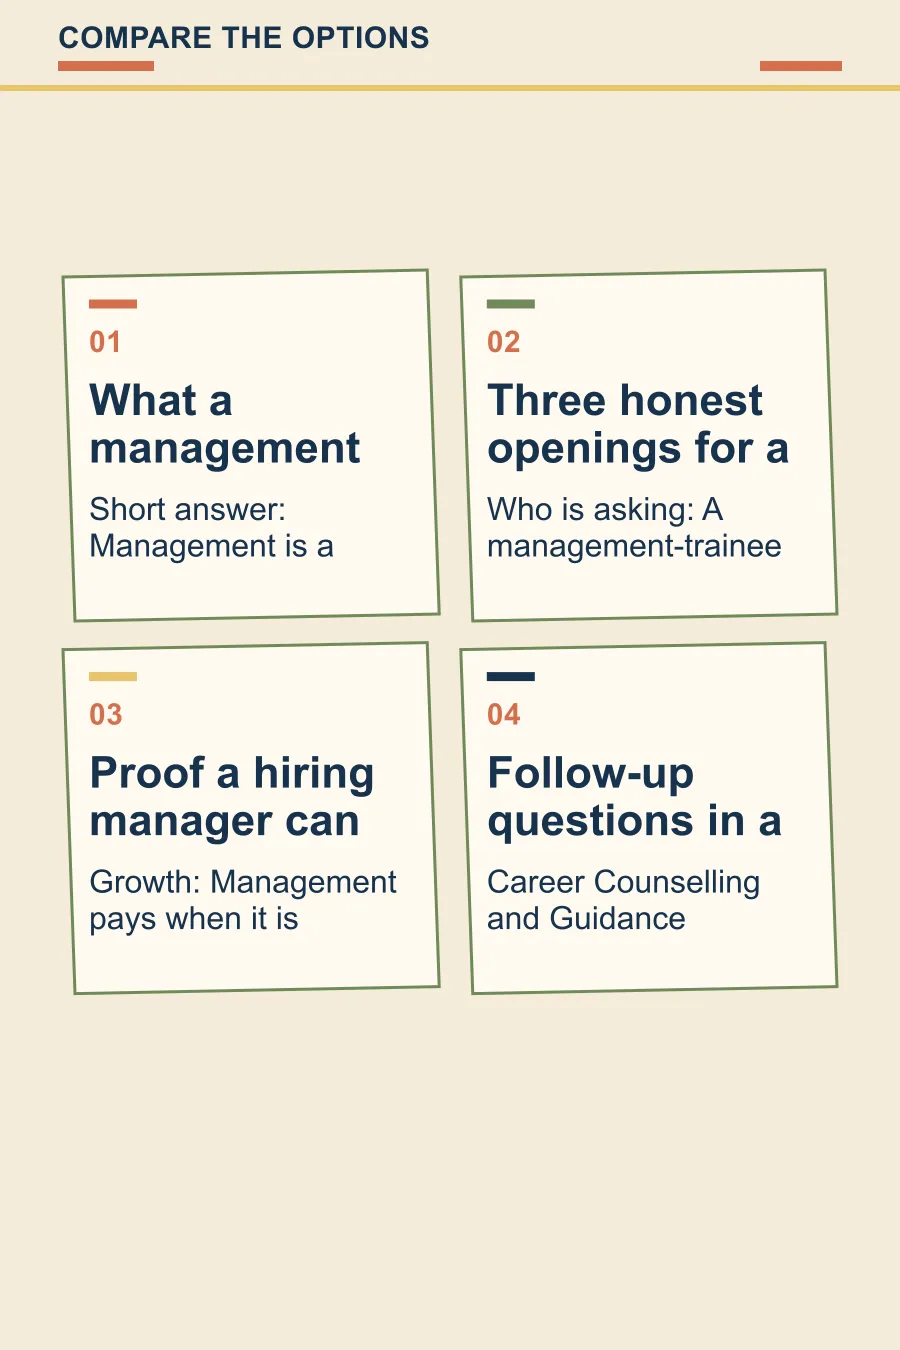 COMPARE THE OPTIONS
01
What a
management
Short answer:
Management is a
02
Three honest
openings for a
Who is asking: A
management-trainee
03
Proof a hiring
manager can
Growth: Management
pays when it is
04
Follow-up
questions in a
Career Counselling
and Guidance